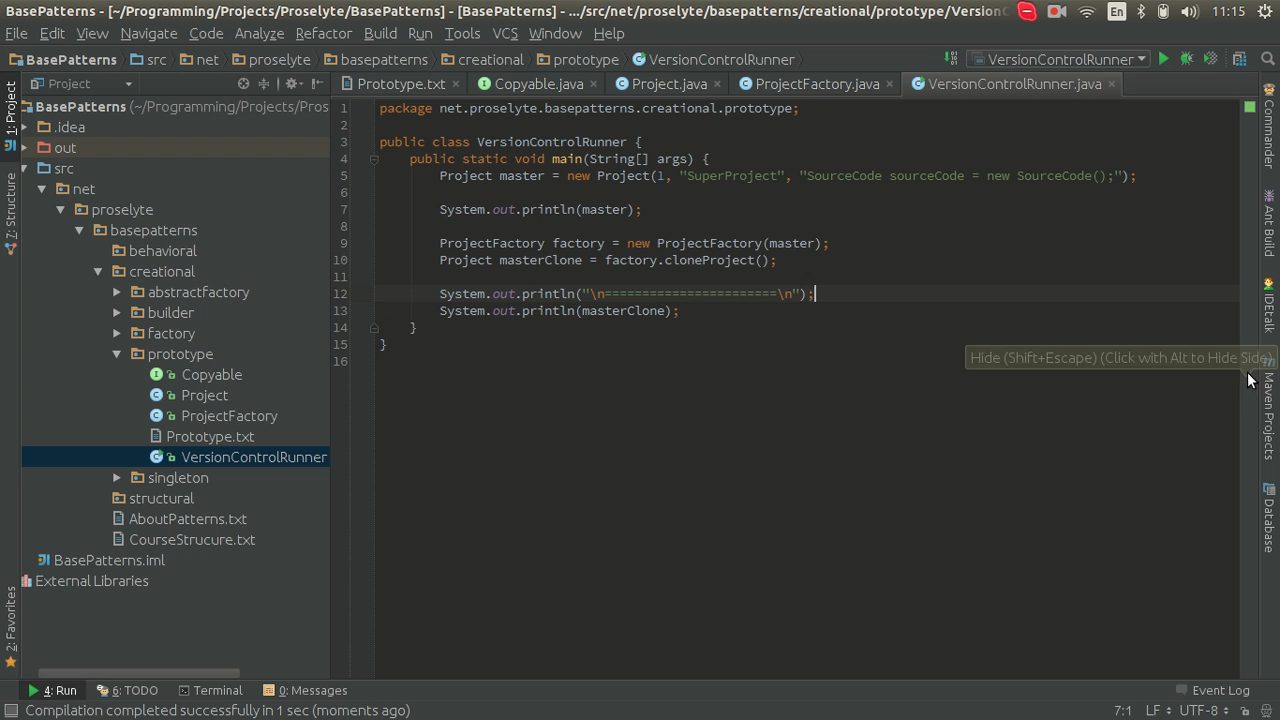 BasePatterns - [~/Programming/Projects/Proselyte/BasePatterns] - [BasePatterns] - .../src/net/proselyte/basepatterns/creational/prototype/VersionC
En
11:15
File Edit View Navigate Code Analyze Refactor Build Run Tools VCS Window Help
BasePatterns src net proselyte basepatterns creational prototype VersionControlRunner
VersionControlRunner
Project
Prototype.txt Copyable.java Project.java ProjectFactory.java VersionControlRunner.java
1: Project
7: Structure
2: Favorites
BasePatterns (~/Programming/Projects/Pros
.idea
out
src
net
proselyte
basepatterns
behavioral
creational
abstractfactory
builder
factory
prototype
Copyable
Project
ProjectFactory
Prototype.txt
VersionControlRunner
singleton
structural
AboutPatterns.txt
CourseStrucure.txt
BasePatterns.iml
External Libraries
1 package net.proselyte.basepatterns.creational.prototype;
2
3 public class VersionControlRunner {
4 public static void main(String[] args) {
5 Project master = new Project(1, "SuperProject", "SourceCode sourceCode = new SourceCode();");
6
7 System.out.println(master);
8
9 ProjectFactory factory = new ProjectFactory(master);
10 Project masterClone = factory.cloneProject();
11
12 System.out.println("\n=======================\n");
13 System.out.println(masterClone);
14 }
15 }
16
Hide (Shift+Escape) (Click with Alt to Hide Side)
Commander
Ant Build
IDEtalk
Maven Projects
Database
4: Run 6: TODO Terminal 0: Messages Event Log
Compilation completed successfully in 1 sec (moments ago) 7:1 LF UTF-8